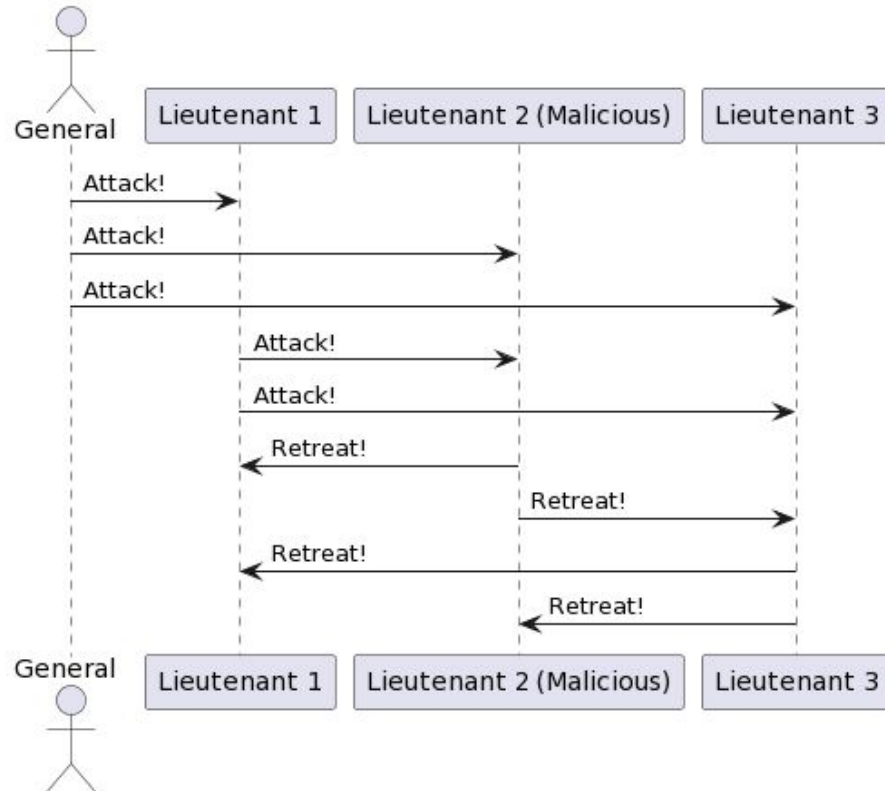 General
Lieutenant 1
Lieutenant 2 (Malicious)
Lieutenant 3
Attack!
Attack!
Attack!
Attack!
Attack!
Retreat!
Retreat!
Retreat!
Retreat!
General
Lieutenant 1
Lieutenant 2 (Malicious)
Lieutenant 3